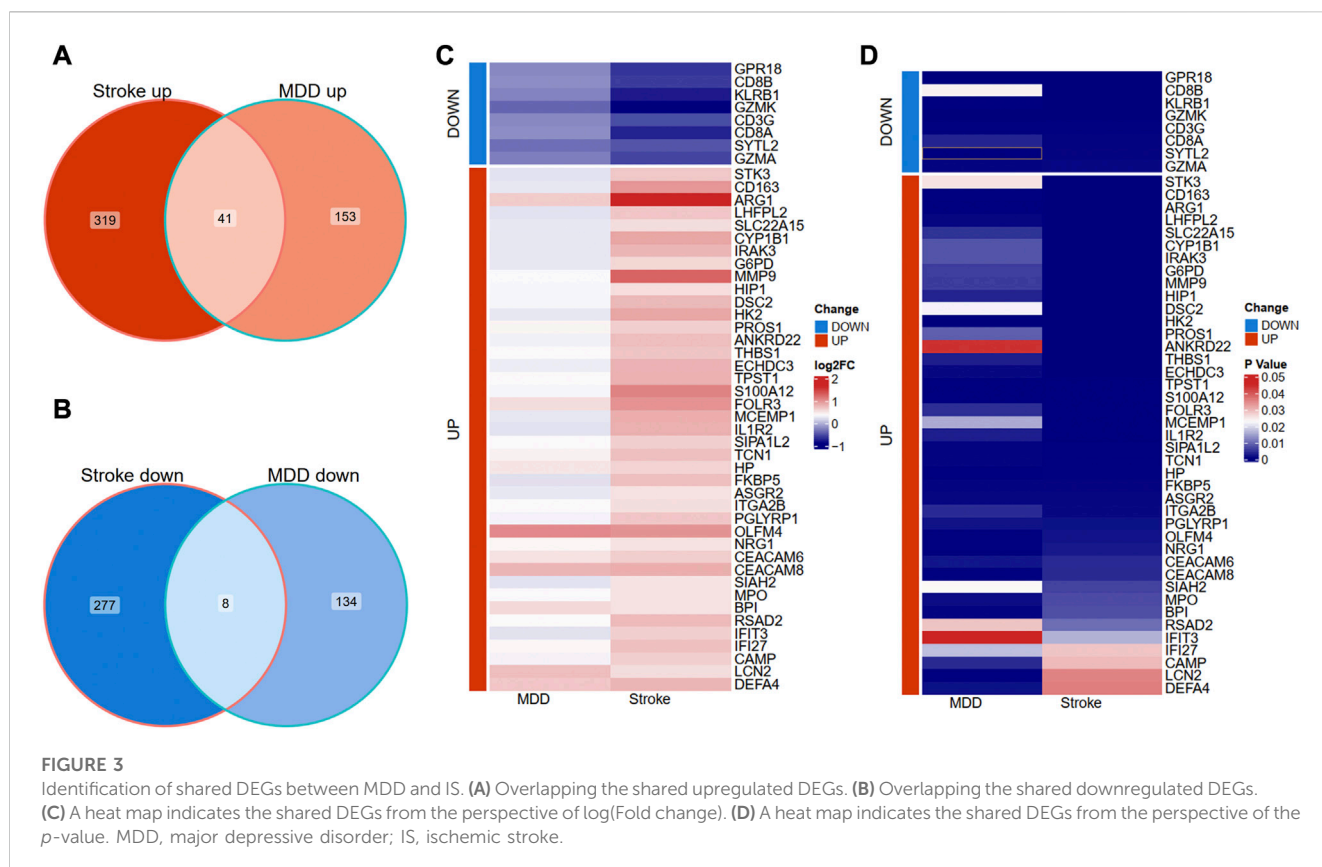 A
Stroke up
MDD up
319
41
153
B
Stroke down
MDD down
277
8
134
C
DOWN
UP
GPR18
CD8B
KLRB1
GZMK
CD3G
CD8A
SYTL2
GZMA
STK3
CD163
ARG1
LHFPL2
SLC22A15
CYP1B1
IRAK3
G6PD
MMP9
HIP1
DSC2
HK2
PROS1
ANKRD22
THBS1
ECHDC3
TPST1
S100A12
FOLR3
MCEMP1
IL1R2
SIPA1L2
TCN1
HP
FKBP5
ASGR2
ITGA2B
PGLYRP1
OLFM4
NRG1
CEACAM6
CEACAM8
SIAH2
MPO
BPI
RSAD2
IFIT3
IFI27
CAMP
LCN2
DEFA4
MDD
Stroke
Change
DOWN
UP
log2FC
2
1
0
−1
D
DOWN
UP
GPR18
CD8B
KLRB1
GZMK
CD3G
CD8A
SYTL2
GZMA
STK3
CD163
ARG1
LHFPL2
SLC22A15
CYP1B1
IRAK3
G6PD
MMP9
HIP1
DSC2
HK2
PROS1
ANKRD22
THBS1
ECHDC3
TPST1
S100A12
FOLR3
MCEMP1
IL1R2
SIPA1L2
TCN1
HP
FKBP5
ASGR2
ITGA2B
PGLYRP1
OLFM4
NRG1
CEACAM6
CEACAM8
SIAH2
MPO
BPI
RSAD2
IFIT3
IFI27
CAMP
LCN2
DEFA4
MDD
Stroke
Change
DOWN
UP
P Value
0.05
0.04
0.03
0.02
0.01
0
FIGURE 3
Identification of shared DEGs between MDD and IS. (A) Overlapping the shared upregulated DEGs. (B) Overlapping the shared downregulated DEGs.
(C) A heat map indicates the shared DEGs from the perspective of log(Fold change). (D) A heat map indicates the shared DEGs from the perspective of the
p-value. MDD, major depressive disorder; IS, ischemic stroke.